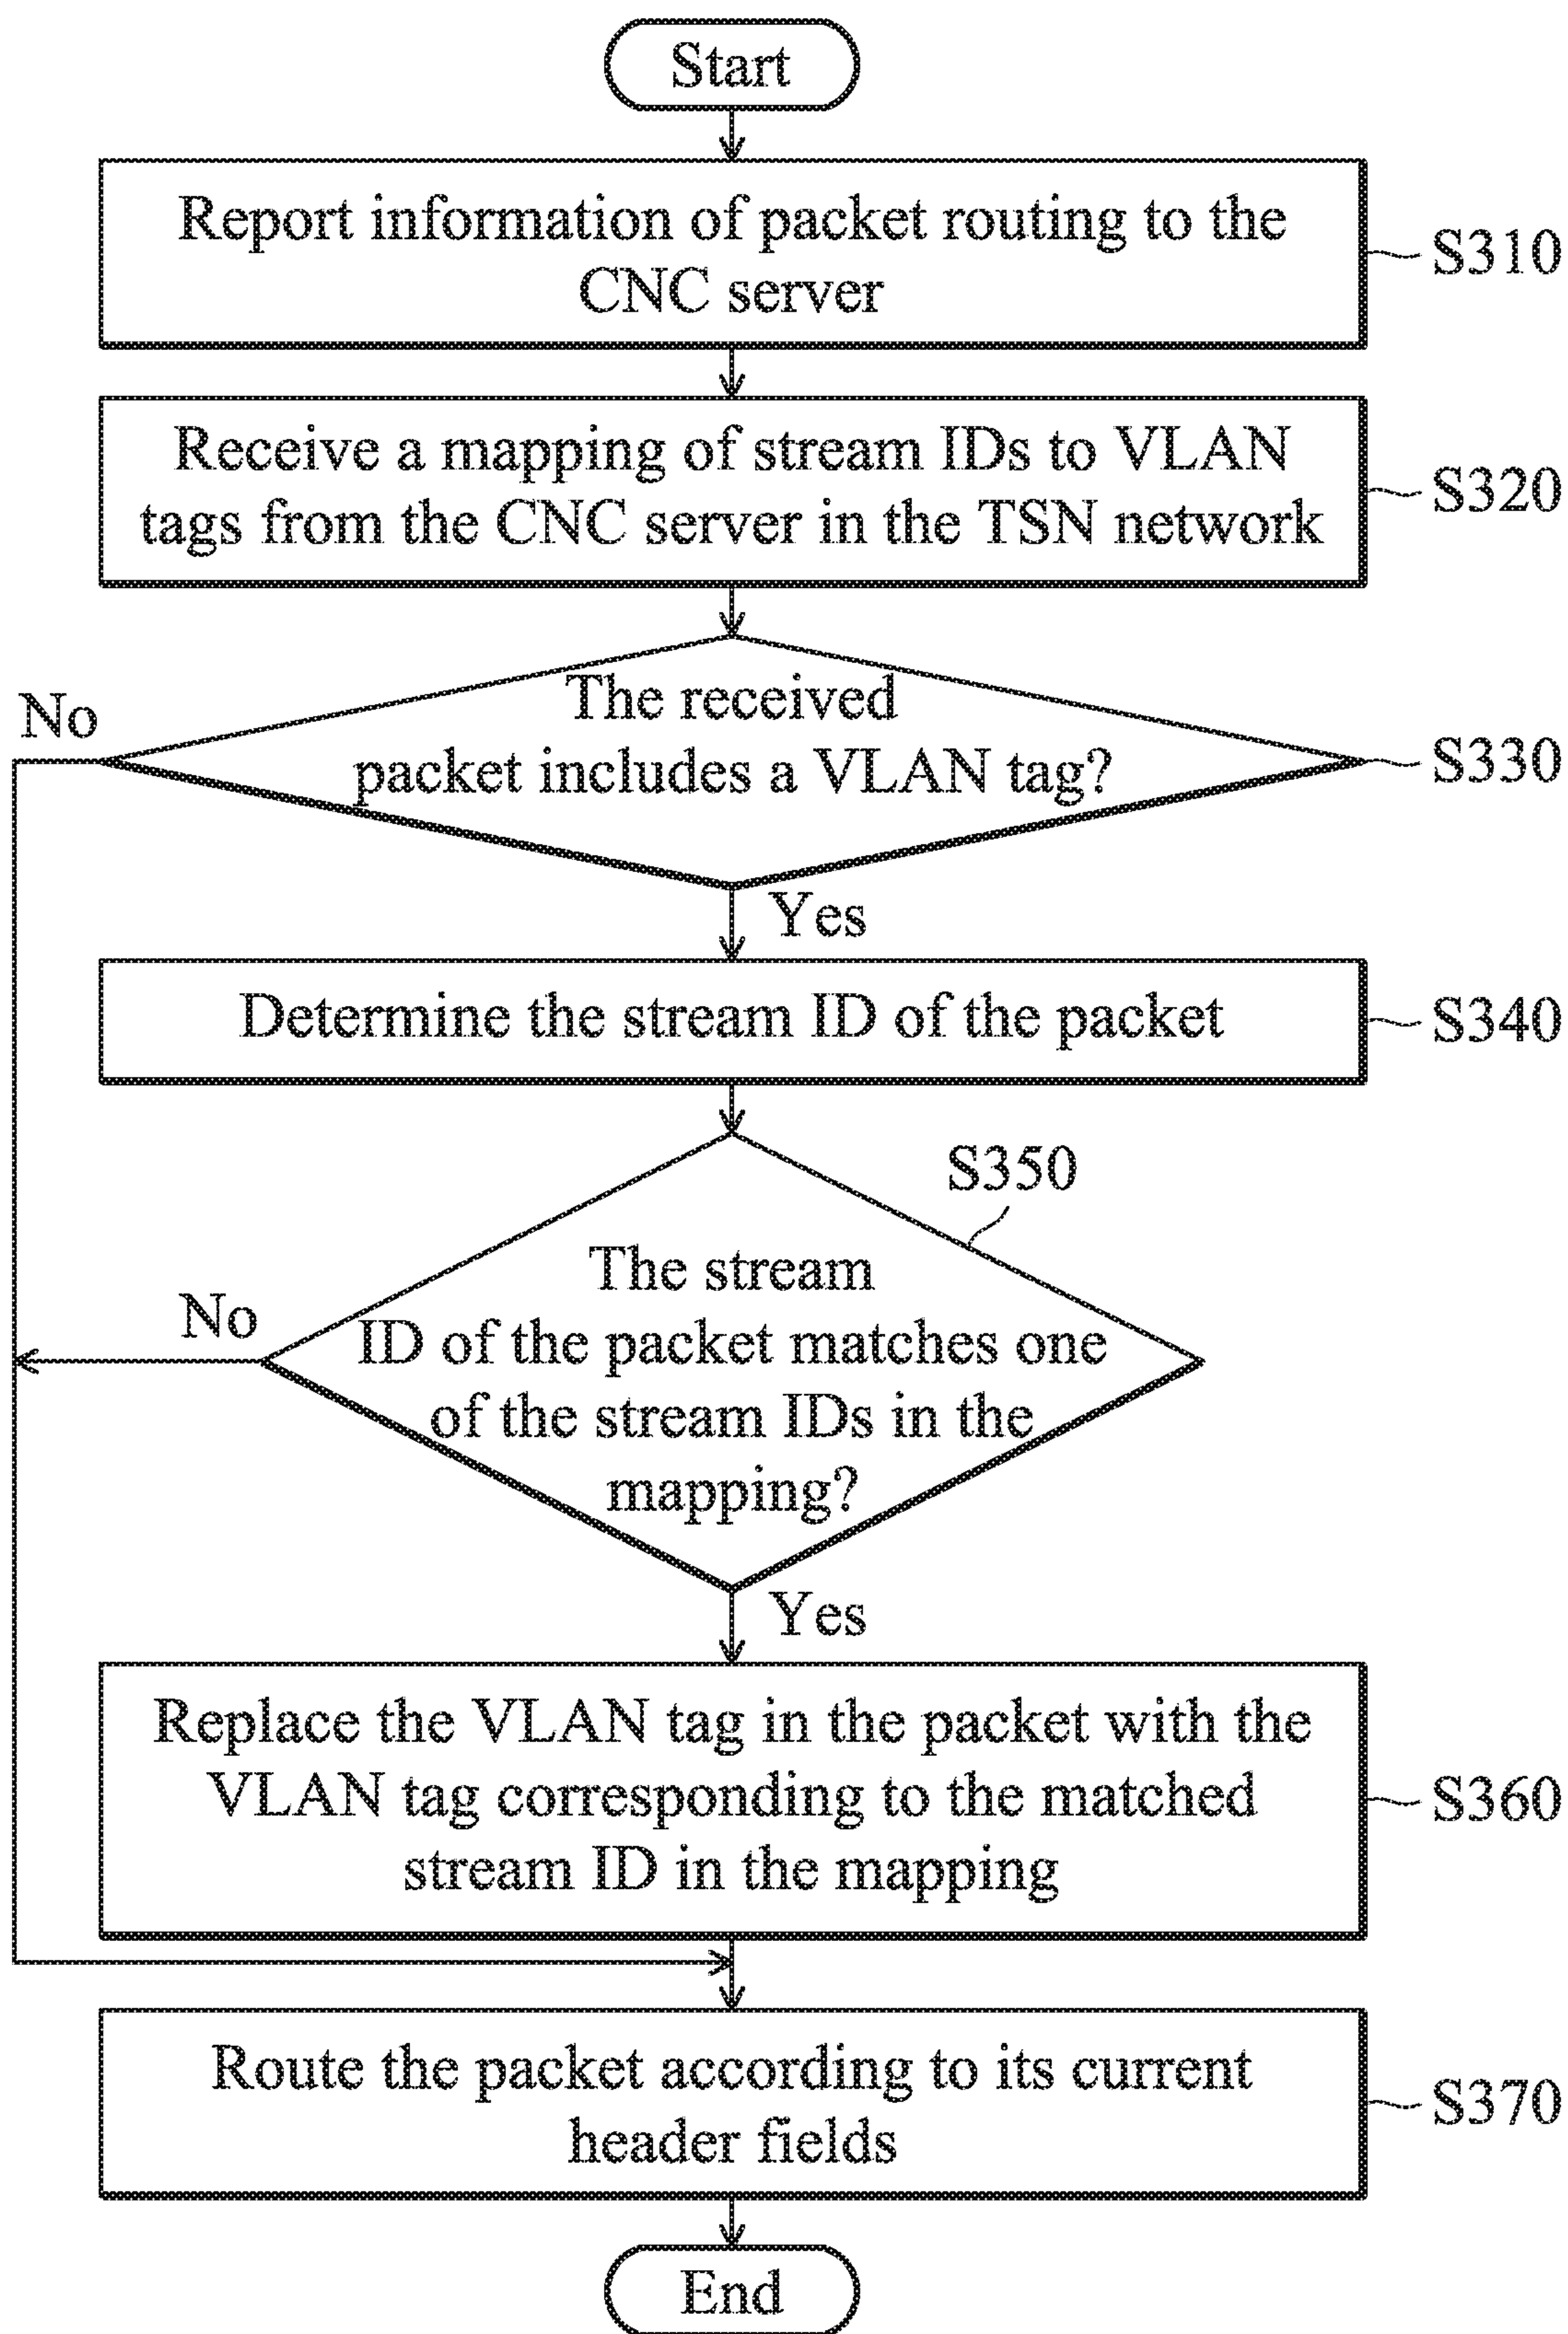 Start
Report information of packet routing to the
CNC server
S310
Receive a mapping of stream IDs to VLAN
tags from the CNC server in the TSN network
S320
The received
packet includes a VLAN tag?
No
S330
Yes
Determine the stream ID of the packet
S340
S350
The stream
ID of the packet matches one
of the stream IDs in the
mapping?
No
Yes
Replace the VLAN tag in the packet with the
VLAN tag corresponding to the matched
stream ID in the mapping
S360
Route the packet according to its current
header fields
S370
End